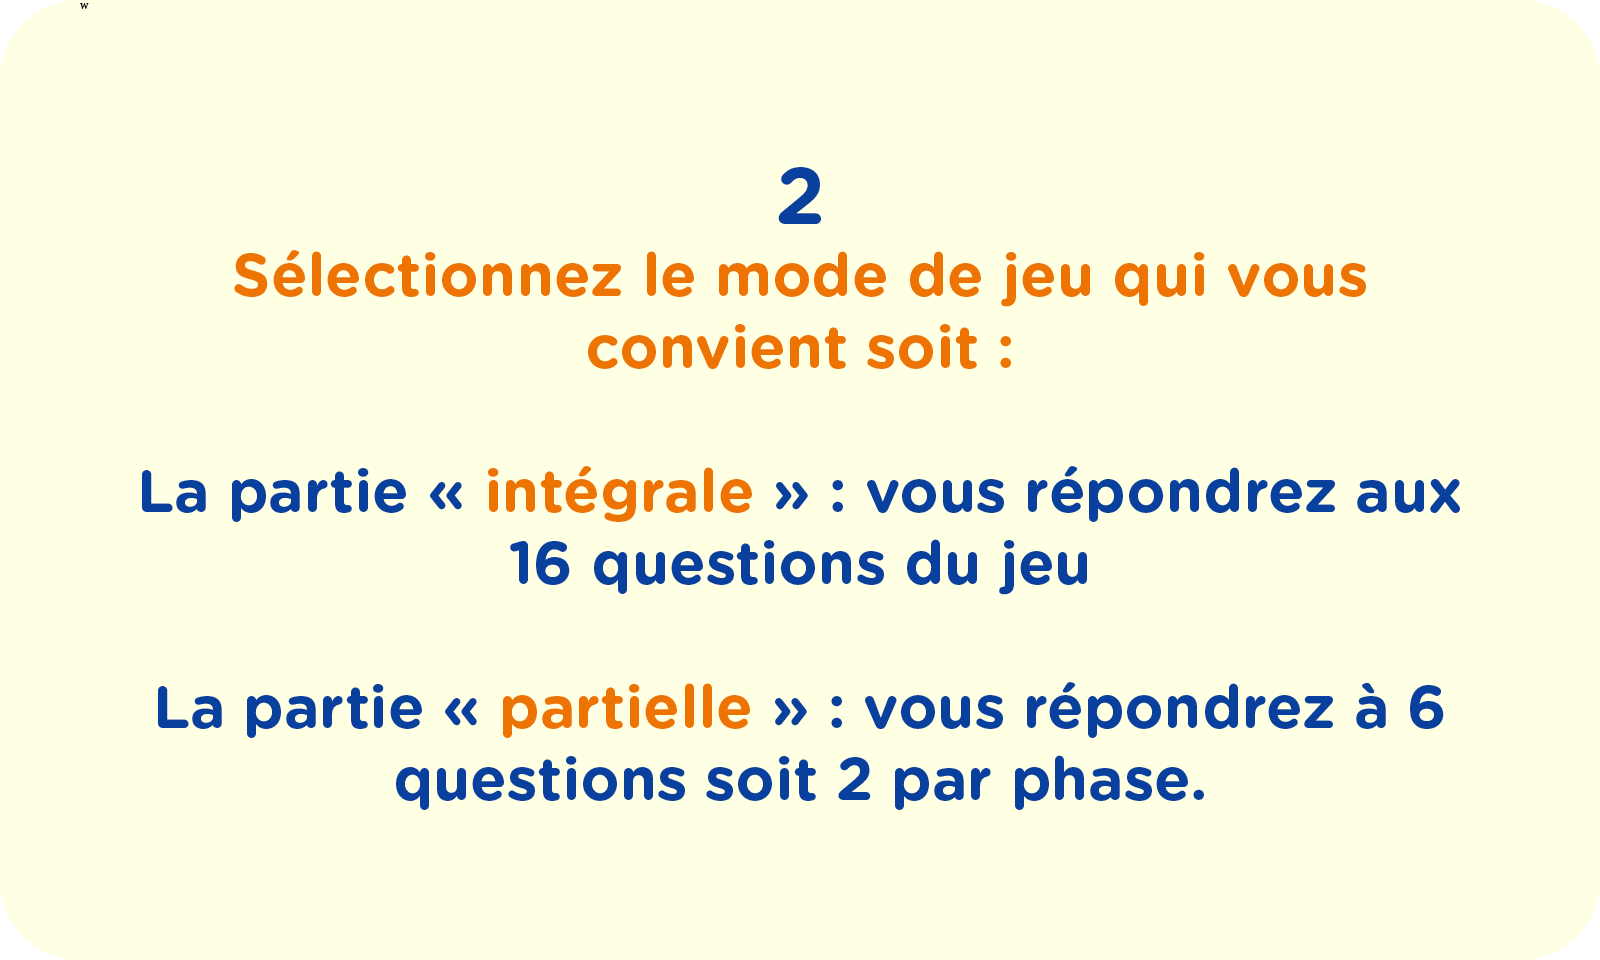 w
2
Sélectionnez le mode de jeu qui vous
convient soit :
La partie « intégrale » : vous répondrez aux
16 questions du jeu
La partie « partielle » : vous répondrez à 6
questions soit 2 par phase.